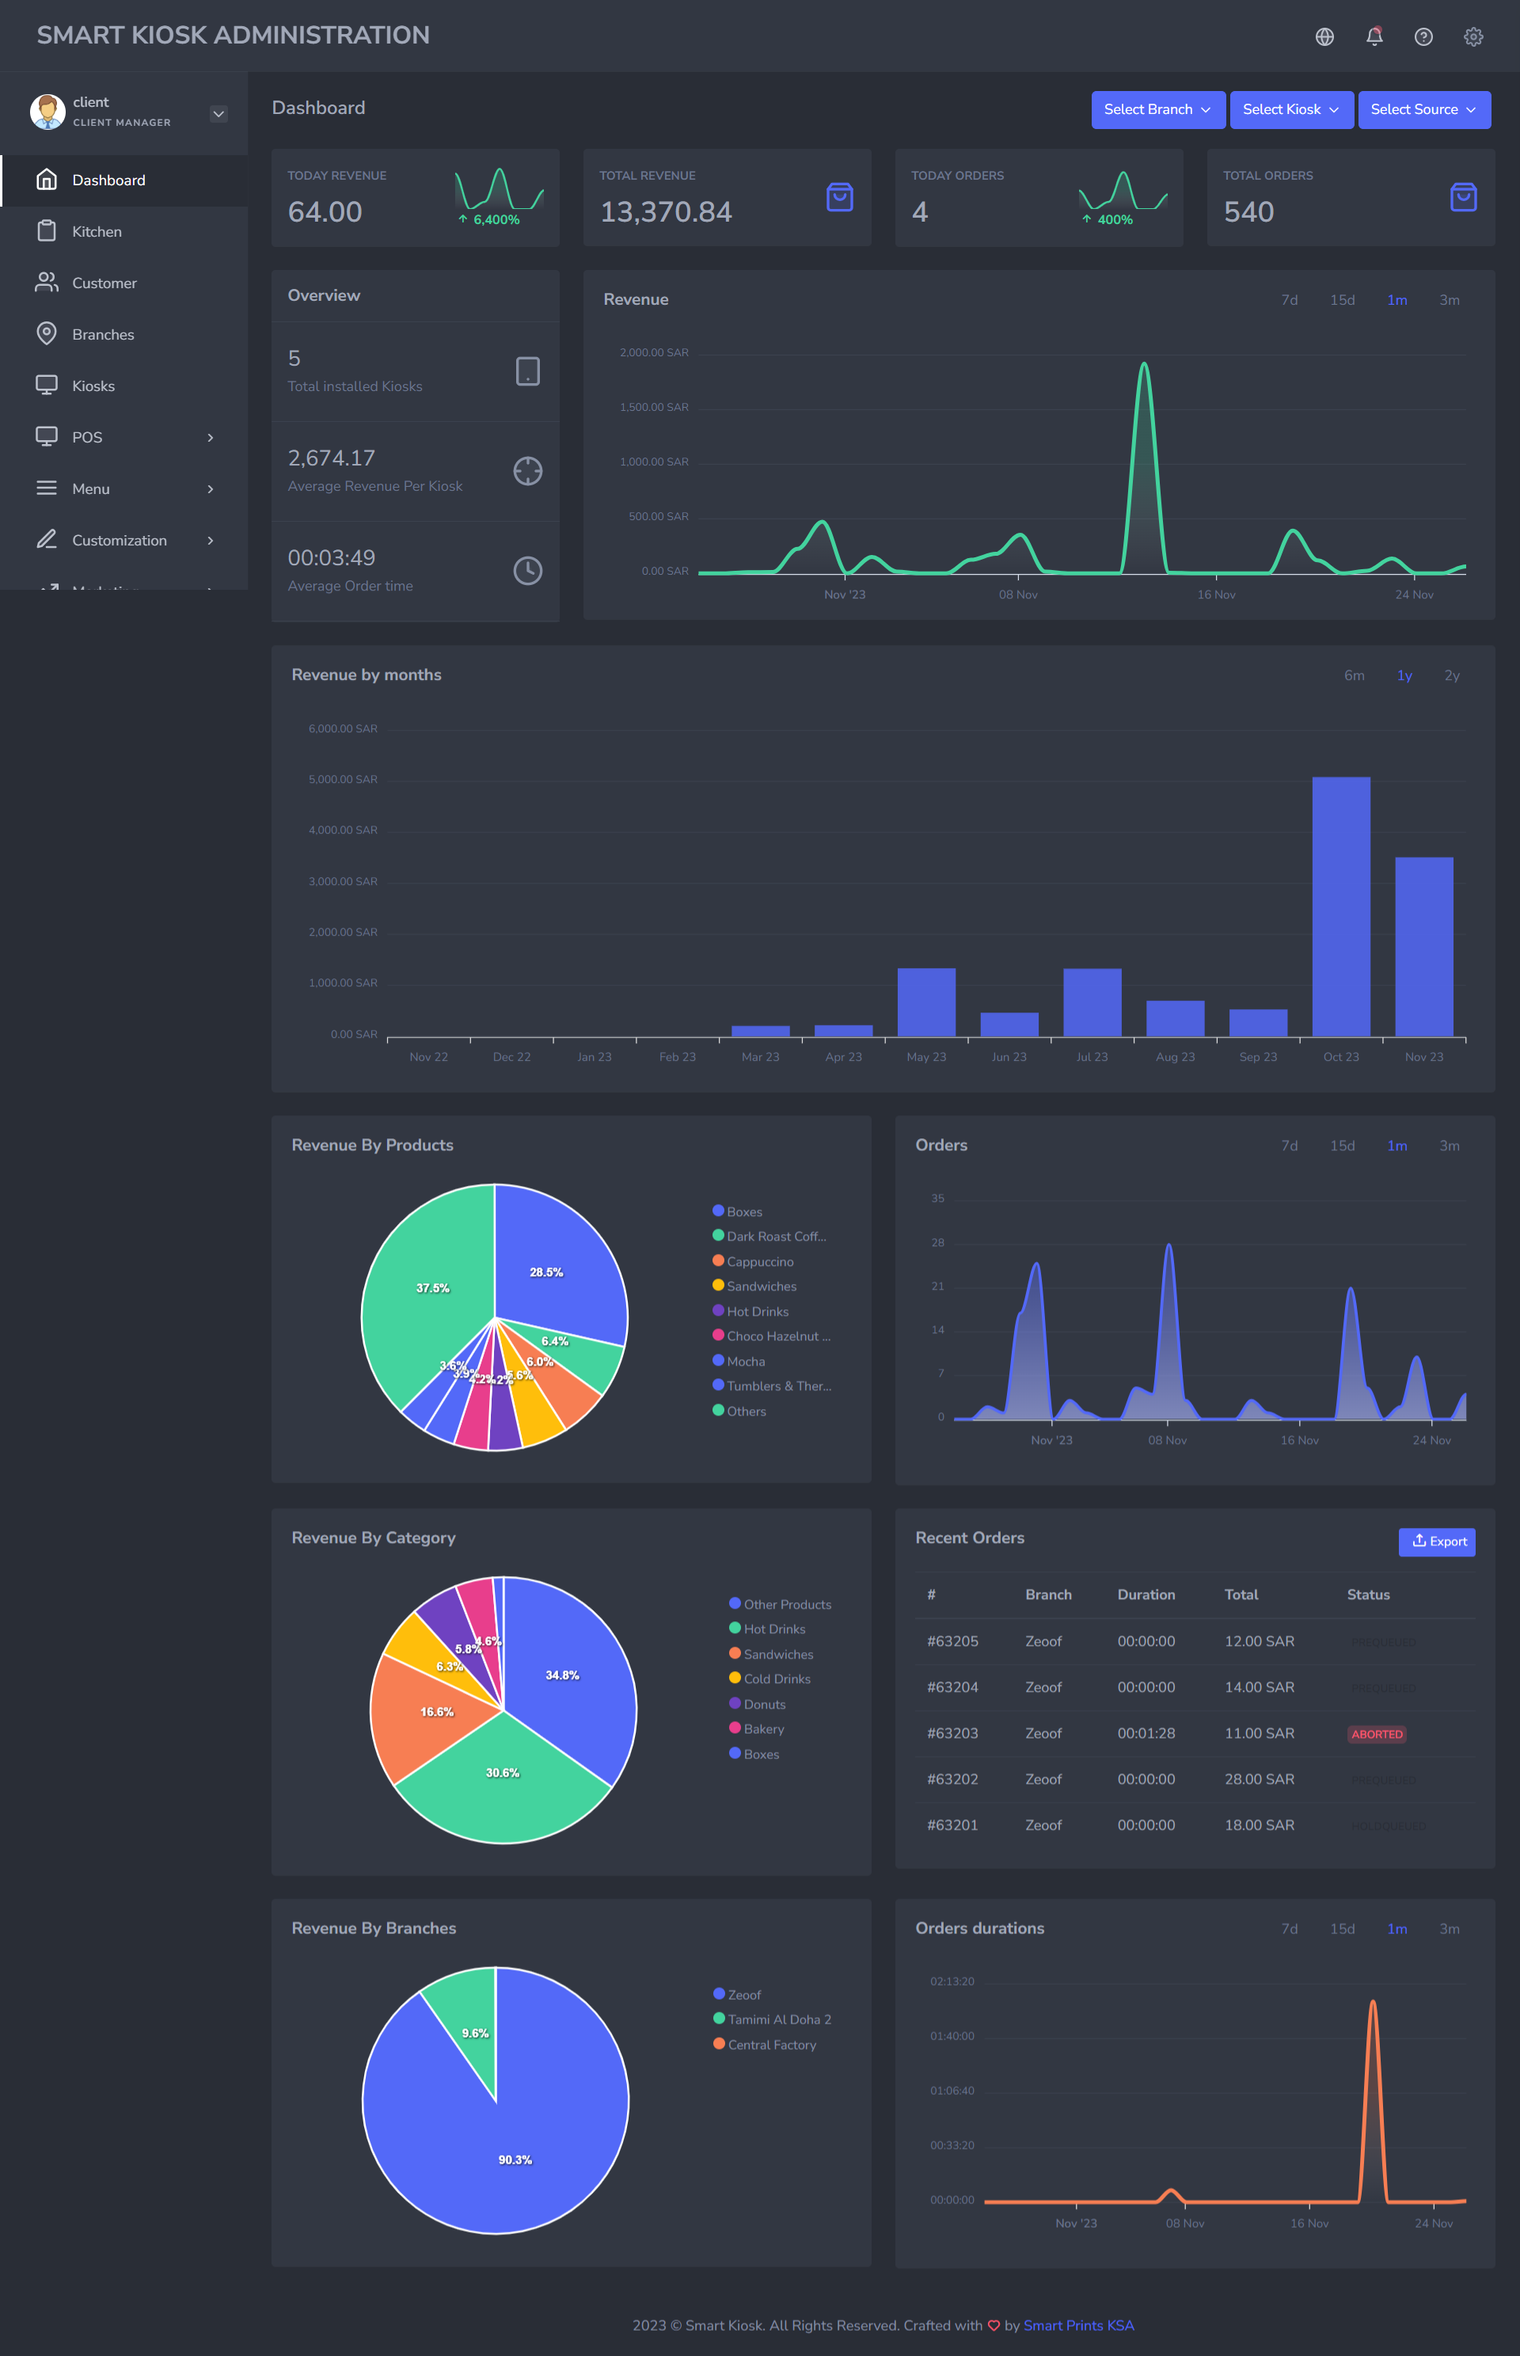 SMART KIOSK ADMINISTRATION
client
CLIENT MANAGER
Dashboard
Kitchen
Customer
Branches
Kiosks
POS
Menu
Customization
Dashboard
Select Branch
Select Kiosk
Select Source
TODAY REVENUE
64.00
6,400%
TOTAL REVENUE
13,370.84
TODAY ORDERS
4
400%
TOTAL ORDERS
540
Overview
5
Total installed Kiosks
2,674.17
Average Revenue Per Kiosk
00:03:49
Average Order time
Revenue
7d 15d 1m 3m
2,000.00 SAR
1,500.00 SAR
1,000.00 SAR
500.00 SAR
0.00 SAR
Nov '23 08 Nov 16 Nov 24 Nov
Revenue by months
6m 1y 2y
6,000.00 SAR
5,000.00 SAR
4,000.00 SAR
3,000.00 SAR
2,000.00 SAR
1,000.00 SAR
0.00 SAR
Nov 22 Dec 22 Jan 23 Feb 23 Mar 23 Apr 23 May 23 Jun 23 Jul 23 Aug 23 Sep 23 Oct 23 Nov 23
Revenue By Products
37.5%
28.5%
6.4%
6.0%
3.6%
Boxes
Dark Roast Coff...
Cappuccino
Sandwiches
Hot Drinks
Choco Hazelnut ...
Mocha
Tumblers & Ther...
Others
Orders
7d 15d 1m 3m
35
28
21
14
7
0
Nov '23 08 Nov 16 Nov 24 Nov
Revenue By Category
34.8%
30.6%
16.6%
6.3%
5.8%
4.6%
Other Products
Hot Drinks
Sandwiches
Cold Drinks
Donuts
Bakery
Boxes
Recent Orders
Export
# Branch Duration Total Status
#63205 Zeoof 00:00:00 12.00 SAR PREQUEUED
#63204 Zeoof 00:00:00 14.00 SAR PREQUEUED
#63203 Zeoof 00:01:28 11.00 SAR ABORTED
#63202 Zeoof 00:00:00 28.00 SAR PREQUEUED
#63201 Zeoof 00:00:00 18.00 SAR HOLDQUEUED
Revenue By Branches
9.6%
90.3%
Zeoof
Tamimi Al Doha 2
Central Factory
Orders durations
7d 15d 1m 3m
02:13:20
01:40:00
01:06:40
00:33:20
00:00:00
Nov '23 08 Nov 16 Nov 24 Nov
2023 © Smart Kiosk. All Rights Reserved. Crafted with by Smart Prints KSA